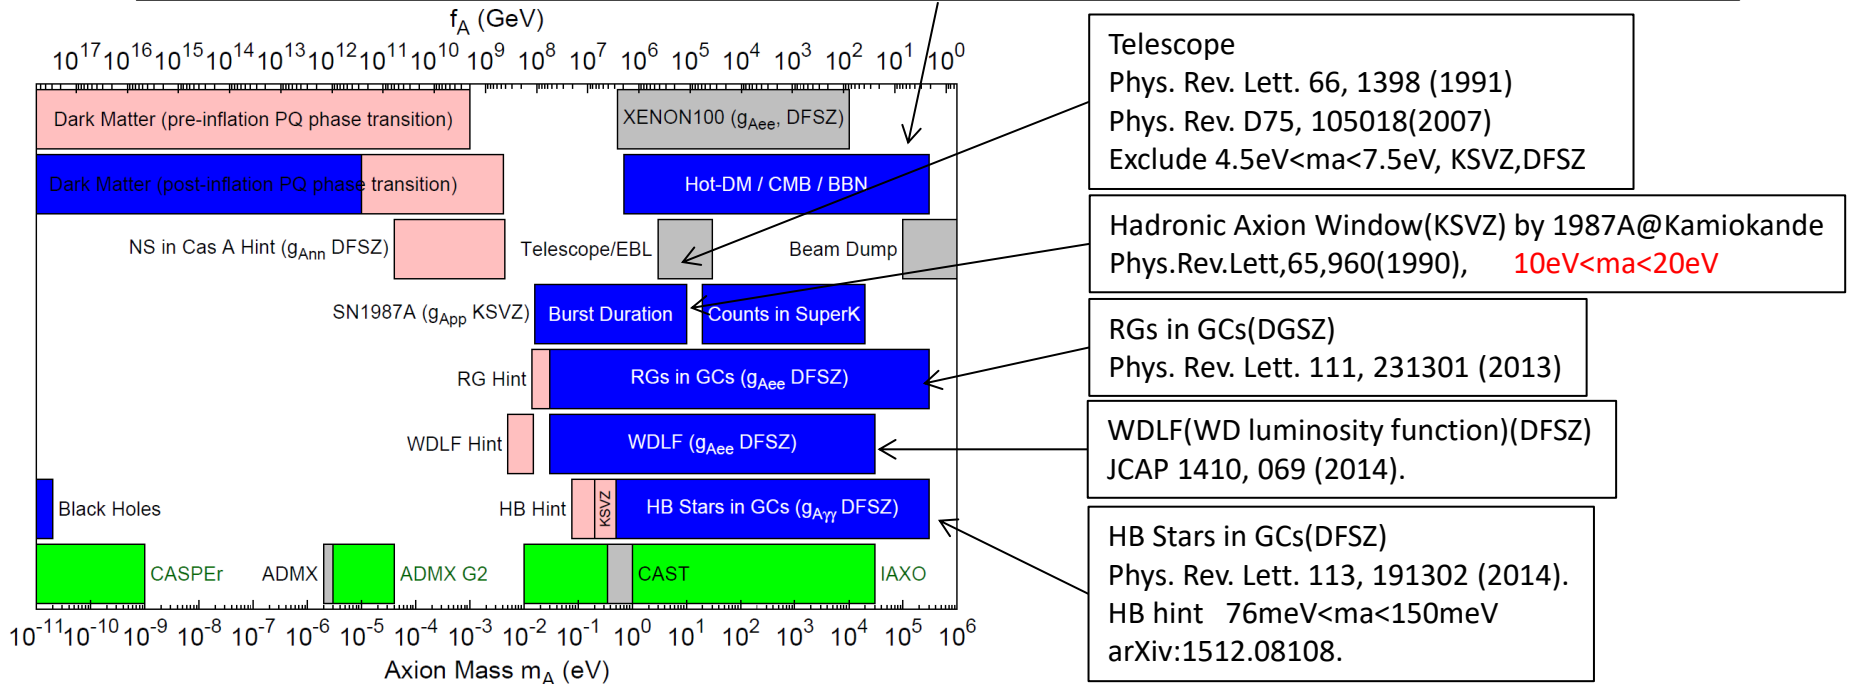 f_A (GeV)
10^17 10^16 10^15 10^14 10^13 10^12 10^11 10^10 10^9 10^8 10^7 10^6 10^5 10^4 10^3 10^2 10^1 10^0
Dark Matter (pre-inflation PQ phase transition)
XENON100 (g_Aee, DFSZ)
Dark Matter (post-inflation PQ phase transition)
Hot-DM / CMB / BBN
NS in Cas A Hint (g_Ann DFSZ)
Telescope/EBL
Beam Dump
SN1987A (g_App KSVZ)
Burst Duration
Counts in SuperK
RG Hint
RGs in GCs (g_Aee DFSZ)
WDLF Hint
WDLF (g_Aee DFSZ)
Black Holes
HB Hint
KSVZ
HB Stars in GCs (g_Aγγ DFSZ)
CASPEr
ADMX
ADMX G2
CAST
IAXO
10^-11 10^-10 10^-9 10^-8 10^-7 10^-6 10^-5 10^-4 10^-3 10^-2 10^-1 10^0 10^1 10^2 10^3 10^4 10^5 10^6
Axion Mass m_A (eV)
Telescope
Phys. Rev. Lett. 66, 1398 (1991)
Phys. Rev. D75, 105018(2007)
Exclude 4.5eV<ma<7.5eV, KSVZ,DFSZ
Hadronic Axion Window(KSVZ) by 1987A@Kamiokande
Phys.Rev.Lett,65,960(1990), 10eV<ma<20eV
RGs in GCs(DGSZ)
Phys. Rev. Lett. 111, 231301 (2013)
WDLF(WD luminosity function)(DFSZ)
JCAP 1410, 069 (2014).
HB Stars in GCs(DFSZ)
Phys. Rev. Lett. 113, 191302 (2014).
HB hint 76meV<ma<150meV
arXiv:1512.08108.